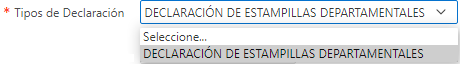 * Tipos de Declaración DECLARACIÓN DE ESTAMPILLAS DEPARTAMENTALES
Seleccione...
DECLARACIÓN DE ESTAMPILLAS DEPARTAMENTALES